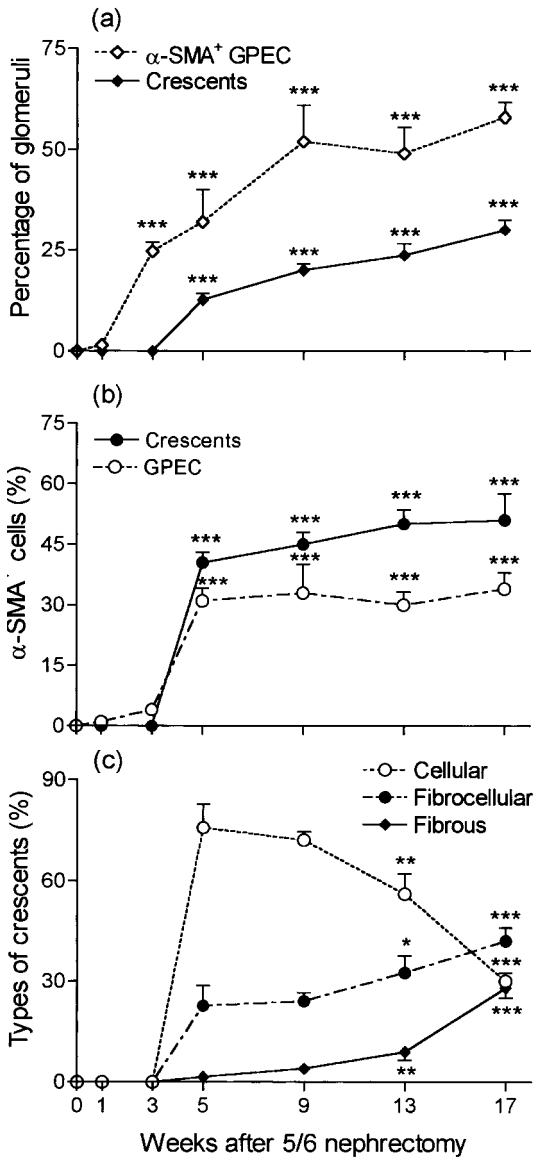 (a)
α-SMA⁺ GPEC
Crescents
75
50
25
0
Percentage of glomeruli
***
***
***
***
***
***
***
***
***
(b)
Crescents
GPEC
75
60
45
30
15
0
α-SMA⁻ cells (%)
***
***
***
***
***
***
***
***
(c)
Cellular
Fibrocellular
Fibrous
90
60
30
0
Types of crescents (%)
**
*
**
***
***
***
0 1 3 5 9 13 17
Weeks after 5/6 nephrectomy